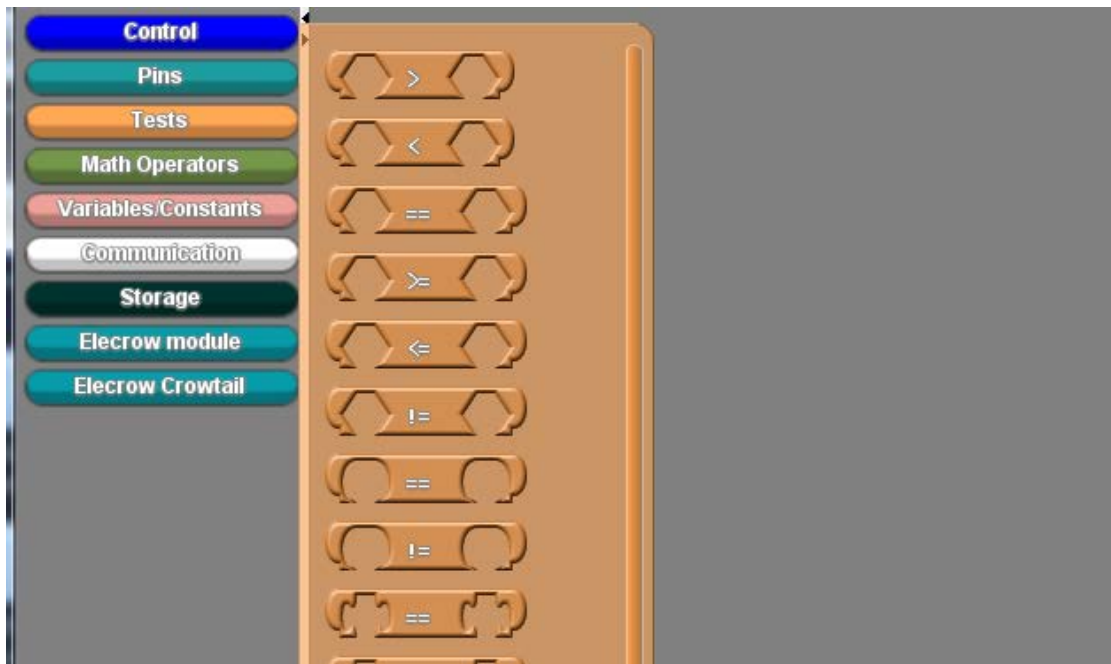 Control
Pins
Tests
Math Operators
Variables/Constants
Communication
Storage
Elecrow module
Elecrow Crowtail
>
<
==
>=
<=
!=
==
!=
==